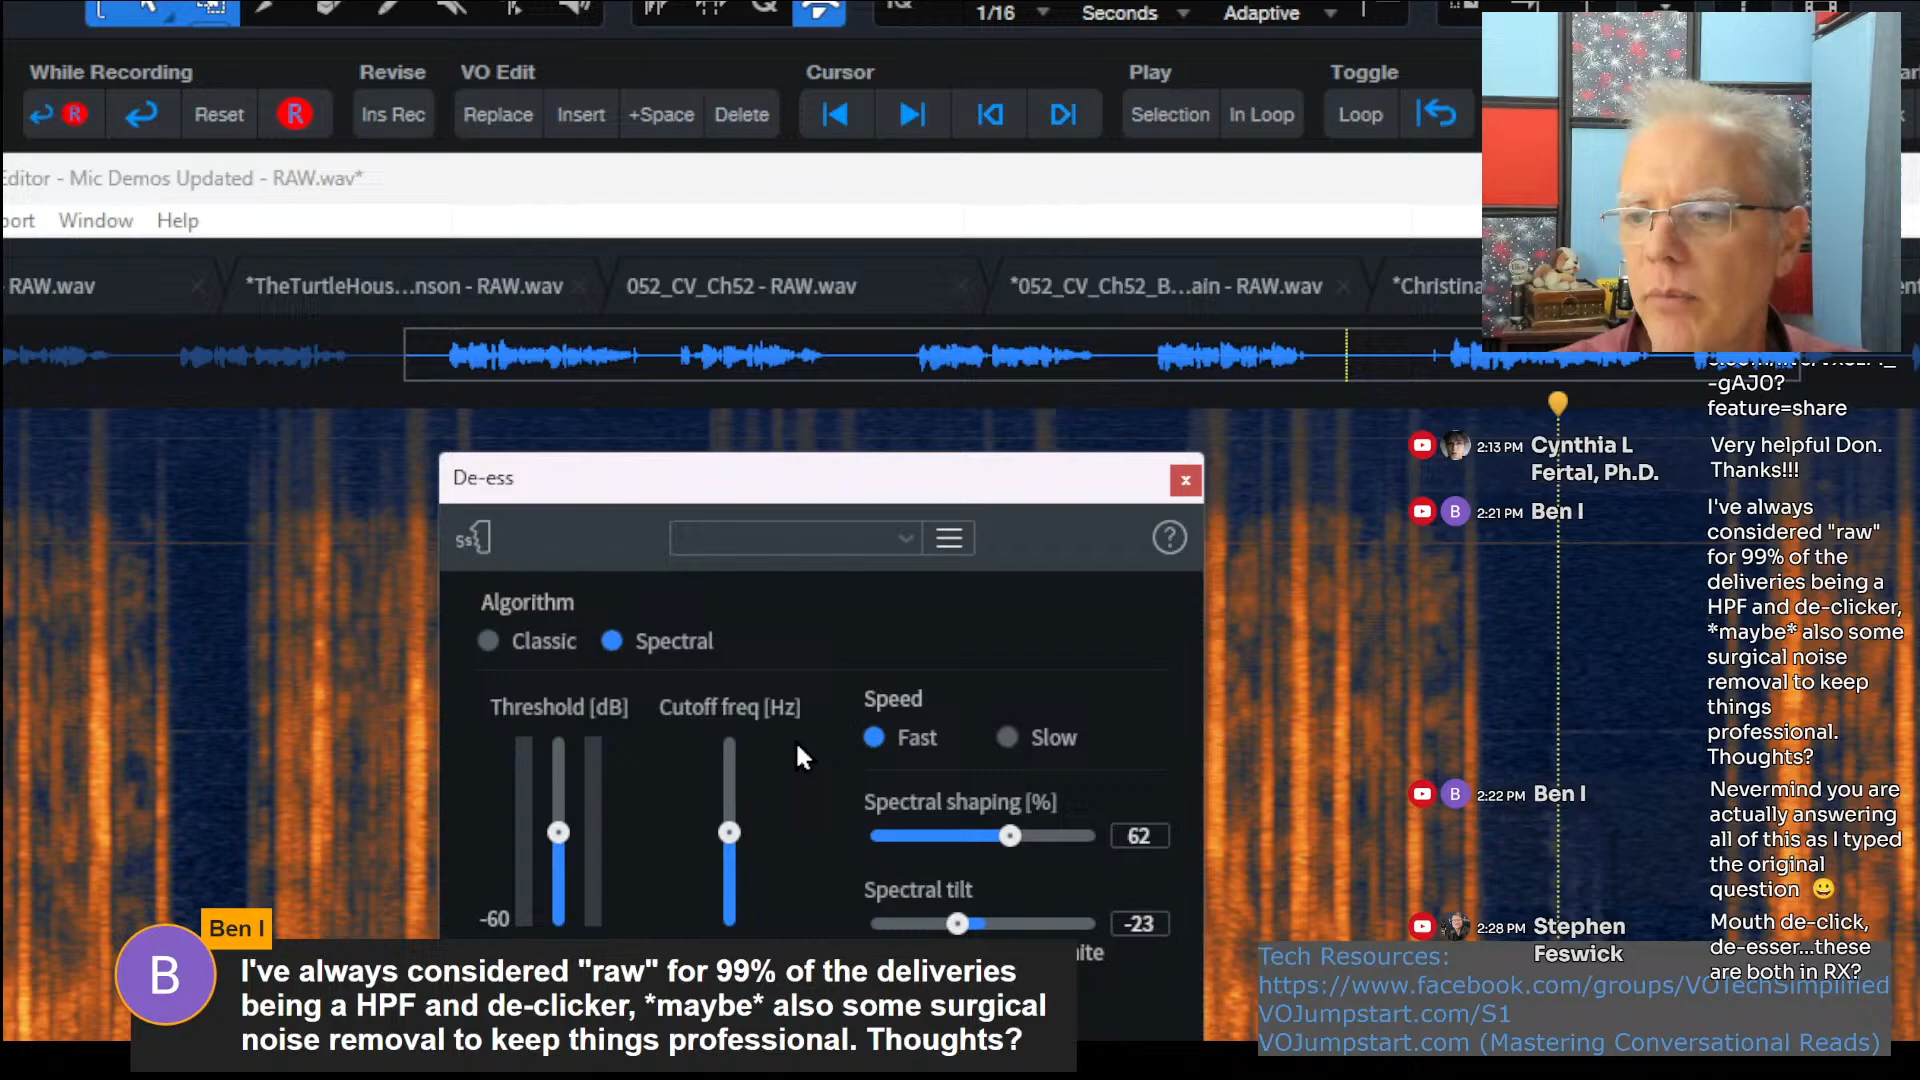 1/16 Seconds Adaptive
While Recording Revise VO Edit Cursor Play Toggle
R Reset R Ins Rec Replace Insert +Space Delete Selection In Loop Loop
Editor - Mic Demos Updated - RAW.wav*
Window Help
- RAW.wav *TheTurtleHous...nson - RAW.wav 052_CV_Ch52 - RAW.wav *052_CV_Ch52_B...ain - RAW.wav
De-ess x
ss ?
Algorithm
Classic Spectral
Threshold [dB] Cutoff freq [Hz]
Speed
Fast Slow
Spectral shaping [%]
62
Spectral tilt
-60 -23
-gAJ0?
feature=share
2:13 PM Cynthia L
Fertal, Ph.D.
Very helpful Don.
Thanks!!!
B 2:21 PM Ben I
I've always
considered "raw"
for 99% of the
deliveries being a
HPF and de-clicker,
*maybe* also some
surgical noise
removal to keep
things
professional.
Thoughts?
B 2:22 PM Ben I
Nevermind you are
actually answering
all of this as I typed
the original
question 😀
2:28 PM Stephen
Feswick
Mouth de-click,
de-esser...these
are both in RX?
Ben I
B
I've always considered "raw" for 99% of the deliveries
being a HPF and de-clicker, *maybe* also some surgical
noise removal to keep things professional. Thoughts?
Tech Resources:
https://www.facebook.com/groups/VOTechSimplified
VOJumpstart.com/S1
VOJumpstart.com (Mastering Conversational Reads)